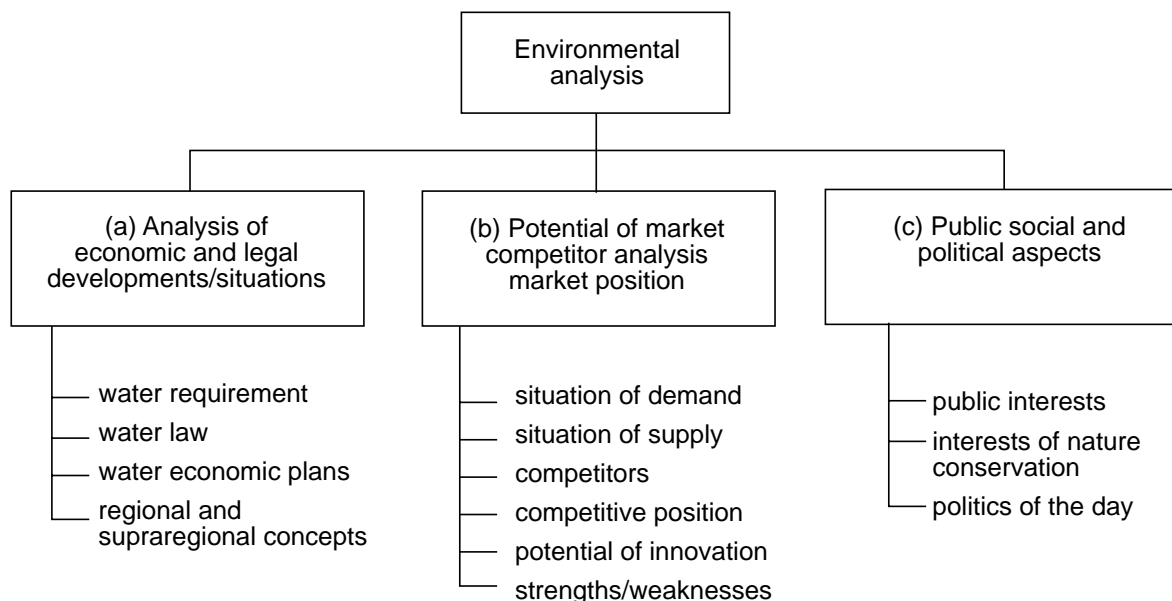 Environmental
analysis
(a) Analysis of
economic and legal
developments/situations
(b) Potential of market
competitor analysis
market position
(c) Public social and
political aspects
water requirement
water law
water economic plans
regional and
supraregional concepts
situation of demand
situation of supply
competitors
competitive position
potential of innovation
strengths/weaknesses
public interests
interests of nature
conservation
politics of the day